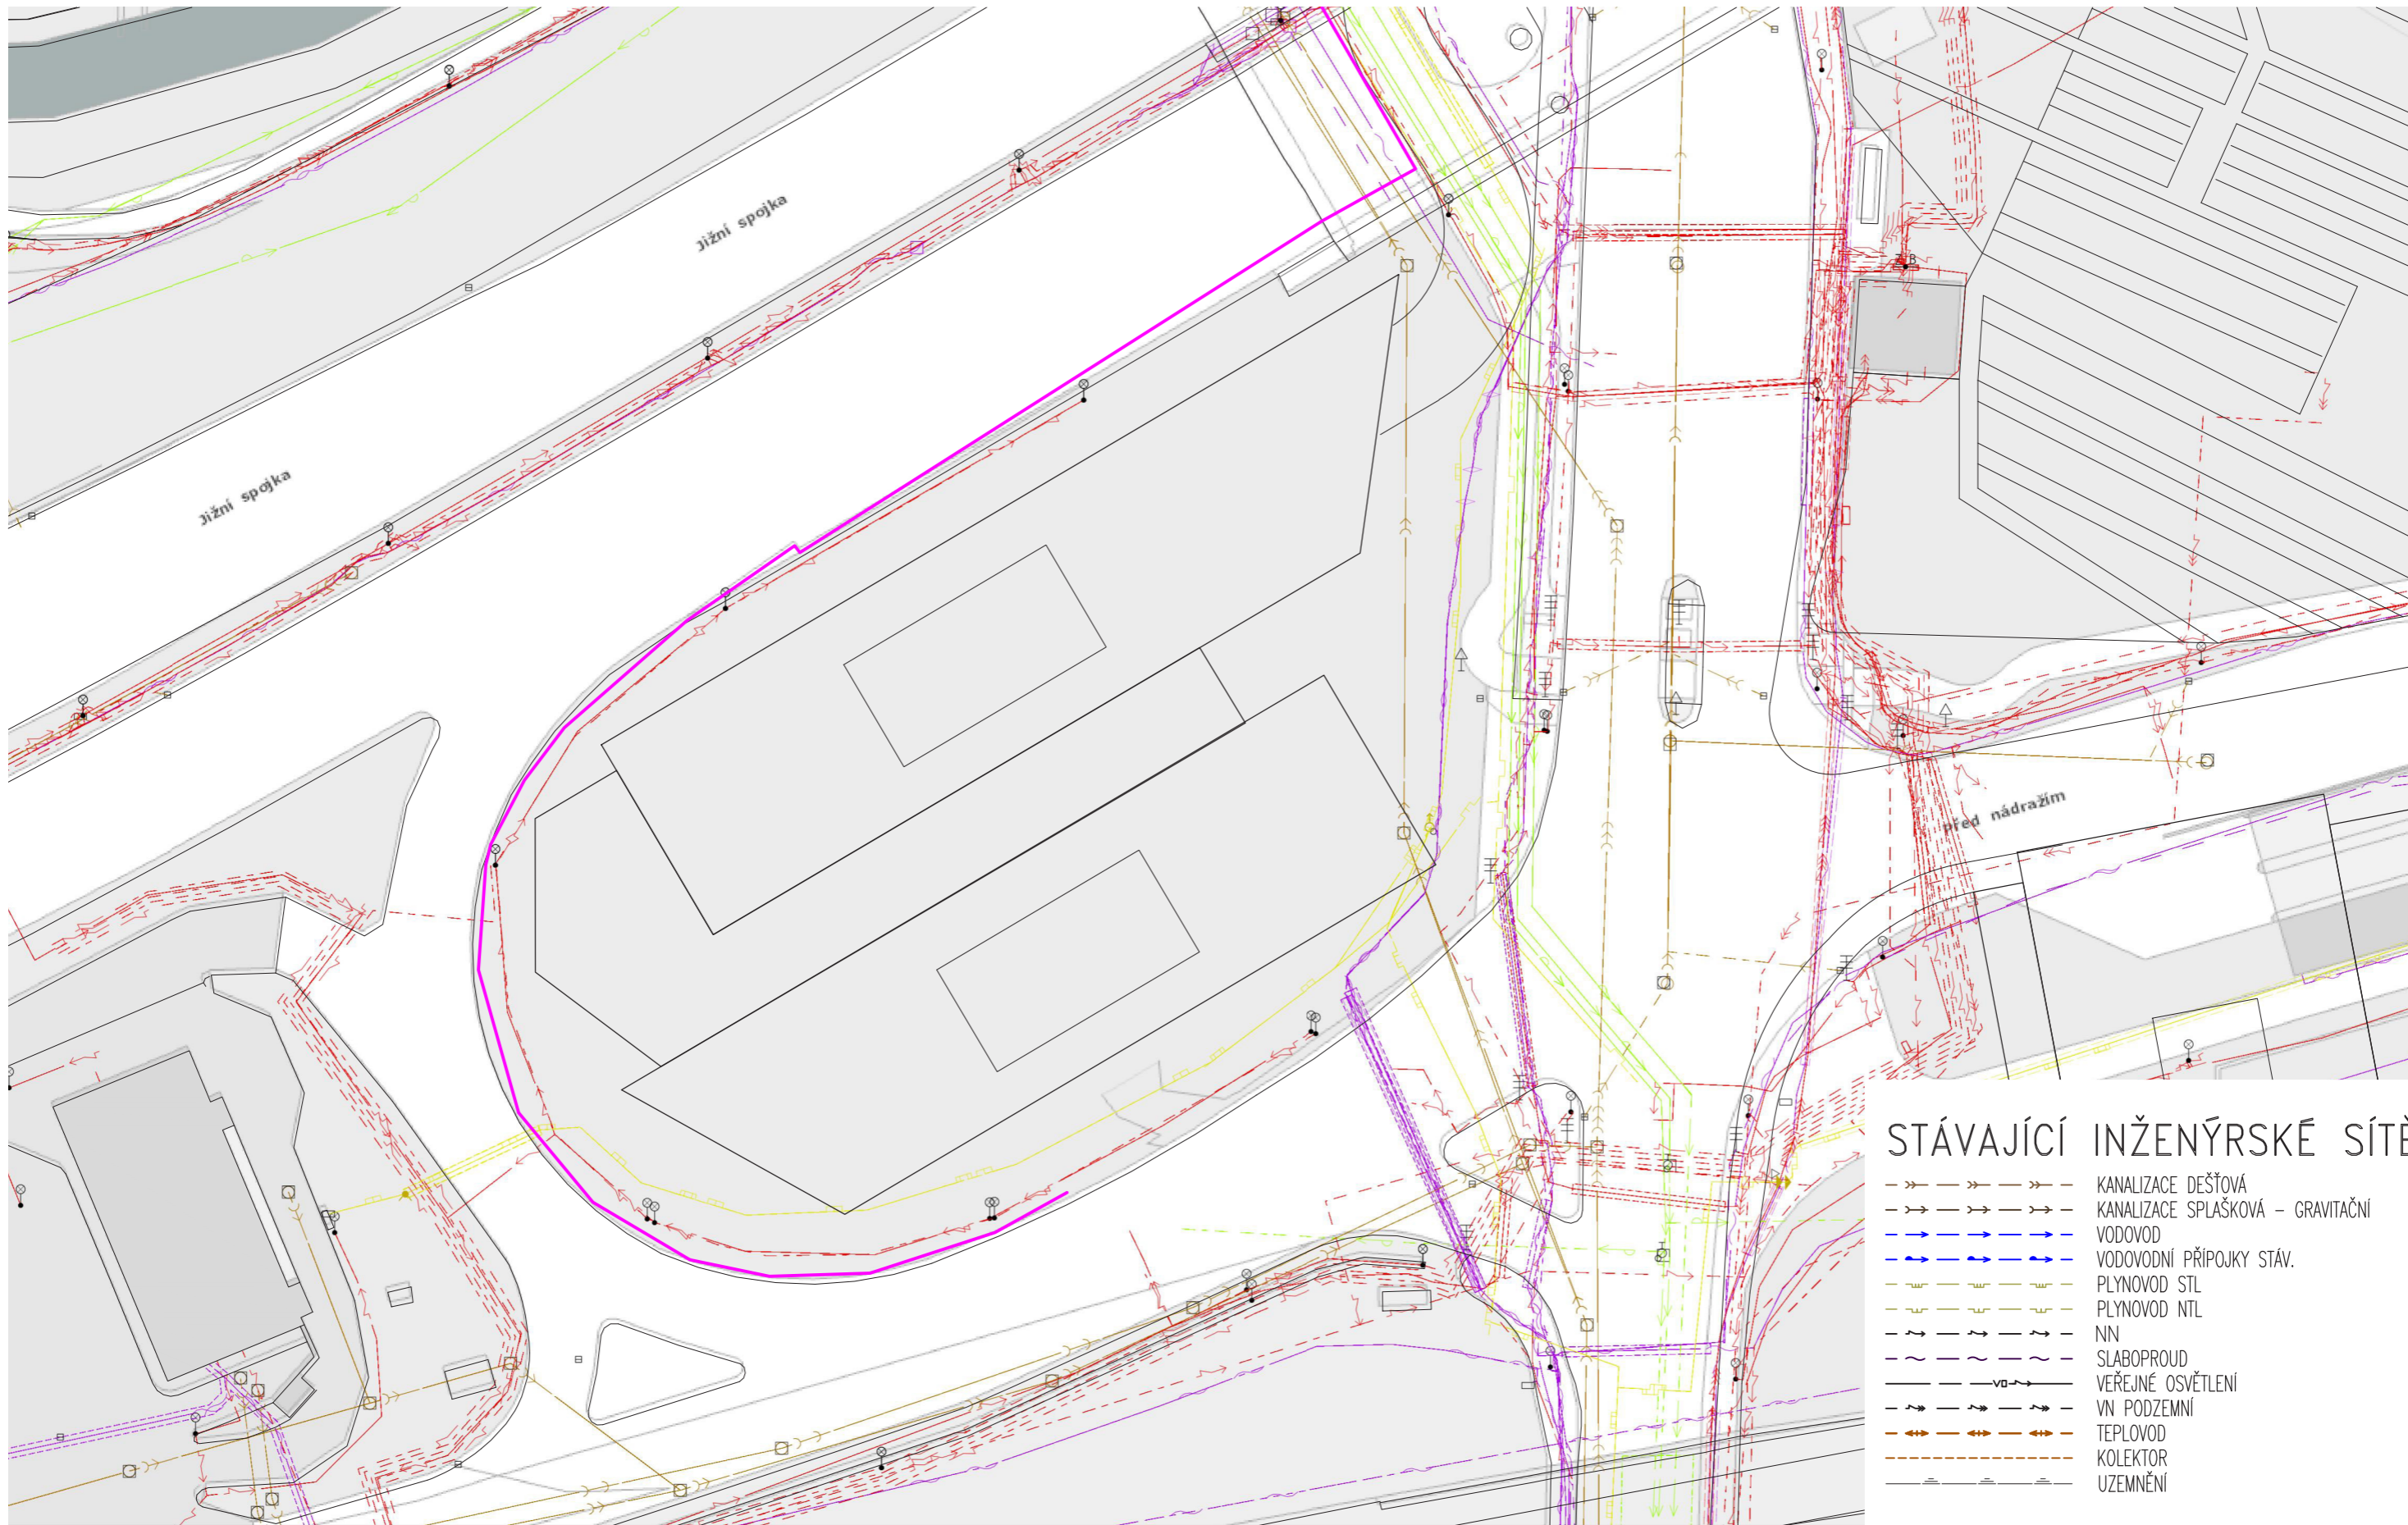 Jižní spojka
Jižní spojka
před nádražím
STÁVAJÍCÍ INŽENÝRSKÉ SÍTĚ
KANALIZACE DEŠŤOVÁ
KANALIZACE SPLAŠKOVÁ – GRAVITAČNÍ
VODOVOD
VODOVODNÍ PŘÍPOJKY STÁV.
PLYNOVOD STL
PLYNOVOD NTL
NN
SLABOPROUD
VO VEŘEJNÉ OSVĚTLENÍ
VN PODZEMNÍ
TEPLOVOD
KOLEKTOR
UZEMNĚNÍ